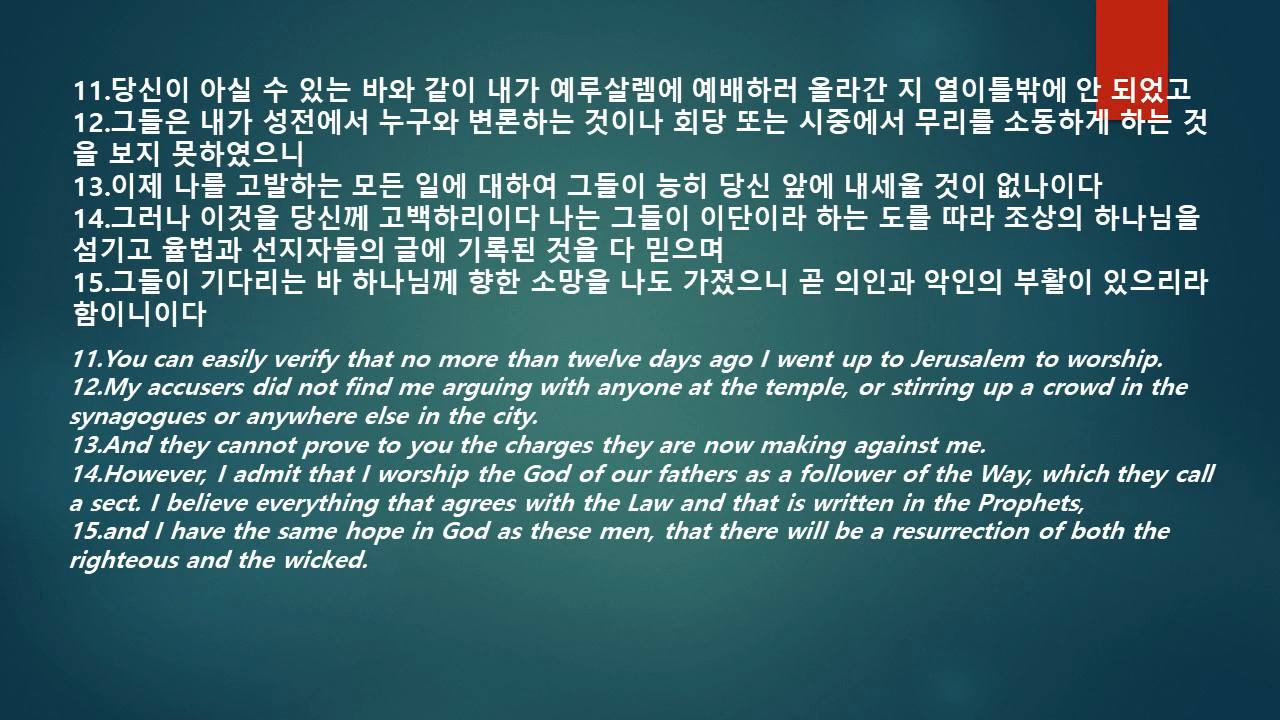 11.당신이 아실 수 있는 바와 같이 내가 예루살렘에 예배하러 올라간 지 열이틀밖에 안 되었고
12.그들은 내가 성전에서 누구와 변론하는 것이나 회당 또는 시중에서 무리를 소동하게 하는 것
을 보지 못하였으니
13.이제 나를 고발하는 모든 일에 대하여 그들이 능히 당신 앞에 내세울 것이 없나이다
14.그러나 이것을 당신께 고백하리이다 나는 그들이 이단이라 하는 도를 따라 조상의 하나님을
섬기고 율법과 선지자들의 글에 기록된 것을 다 믿으며
15.그들이 기다리는 바 하나님께 향한 소망을 나도 가졌으니 곧 의인과 악인의 부활이 있으리라
함이니이다
11.You can easily verify that no more than twelve days ago I went up to Jerusalem to worship.
12.My accusers did not find me arguing with anyone at the temple, or stirring up a crowd in the
synagogues or anywhere else in the city.
13.And they cannot prove to you the charges they are now making against me.
14.However, I admit that I worship the God of our fathers as a follower of the Way, which they call
a sect. I believe everything that agrees with the Law and that is written in the Prophets,
15.and I have the same hope in God as these men, that there will be a resurrection of both the
righteous and the wicked.